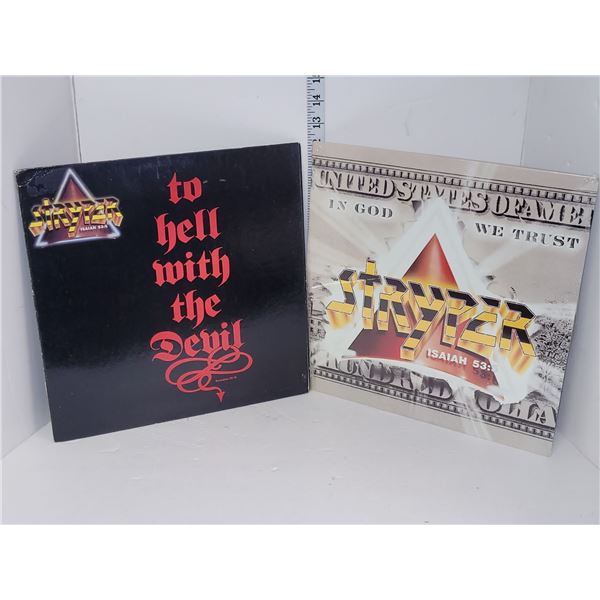 STRYPER
ISAIAH 53:5
to
hell
with
the
Devil
13 14
UNITED STATES OF AME
IN GOD
WE TRUST
STRYPER
ISAIAH 53: